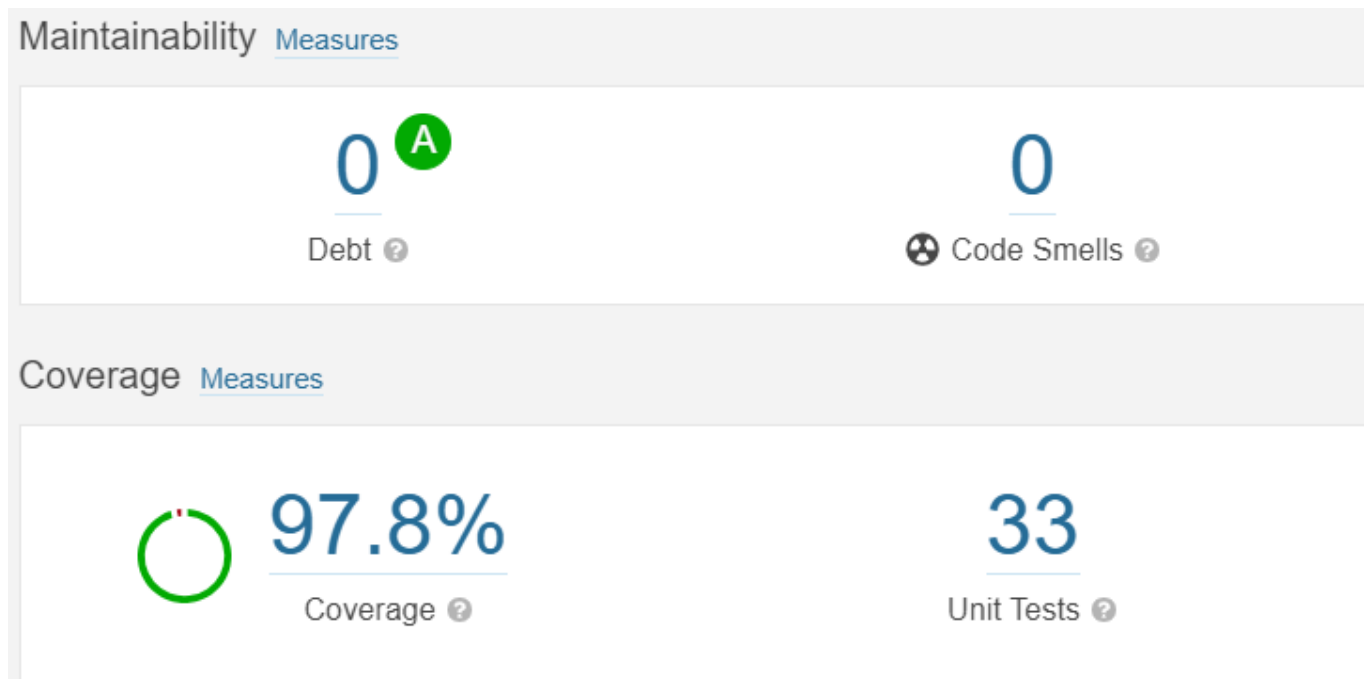 Maintainability Measures
0 A 0
Debt ? Code Smells ?
Coverage Measures
97.8% 33
Coverage ? Unit Tests ?